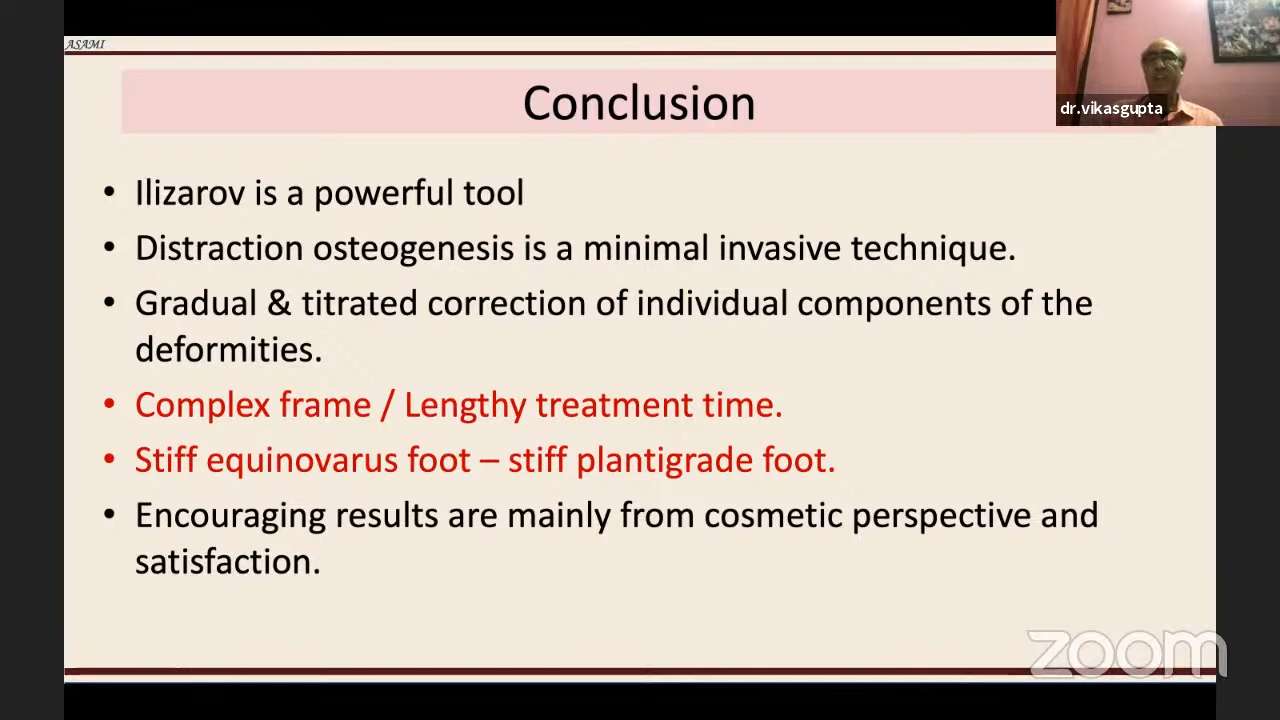 ASAMI
Conclusion
dr.vikasgupta
• Ilizarov is a powerful tool
• Distraction osteogenesis is a minimal invasive technique.
• Gradual & titrated correction of individual components of the
deformities.
• Complex frame / Lengthy treatment time.
• Stiff equinovarus foot – stiff plantigrade foot.
• Encouraging results are mainly from cosmetic perspective and
satisfaction.
zoom